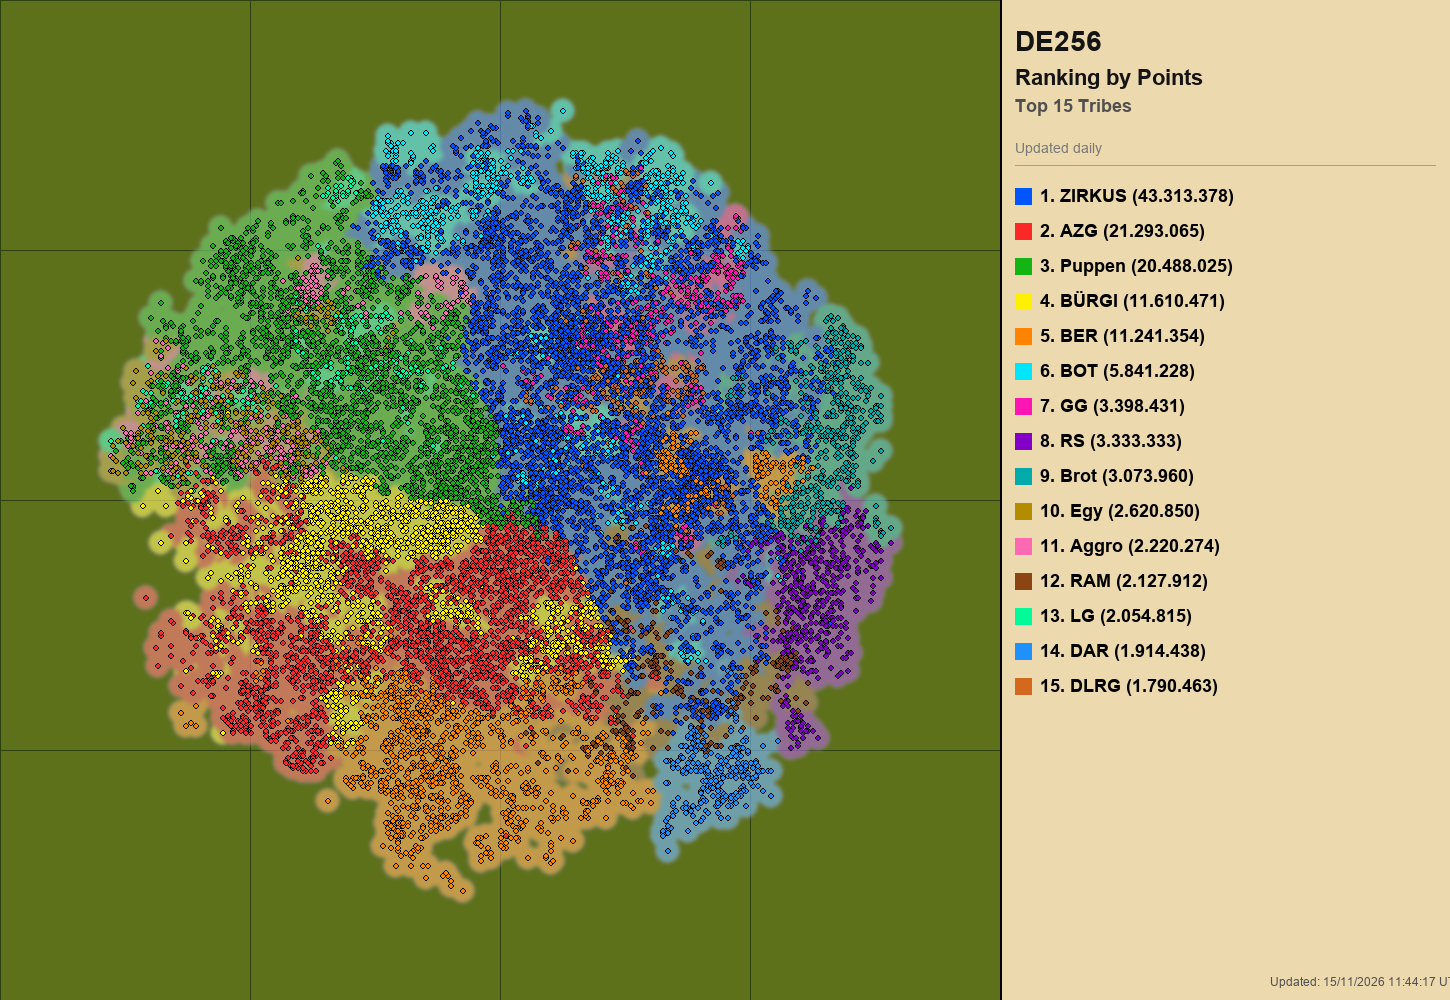 DE256
Ranking by Points
Top 15 Tribes
Updated daily
1. ZIRKUS (43.313.378)
2. AZG (21.293.065)
3. Puppen (20.488.025)
4. BÜRGI (11.610.471)
5. BER (11.241.354)
6. BOT (5.841.228)
7. GG (3.398.431)
8. RS (3.333.333)
9. Brot (3.073.960)
10. Egy (2.620.850)
11. Aggro (2.220.274)
12. RAM (2.127.912)
13. LG (2.054.815)
14. DAR (1.914.438)
15. DLRG (1.790.463)
Updated: 15/11/2026 11:44:17